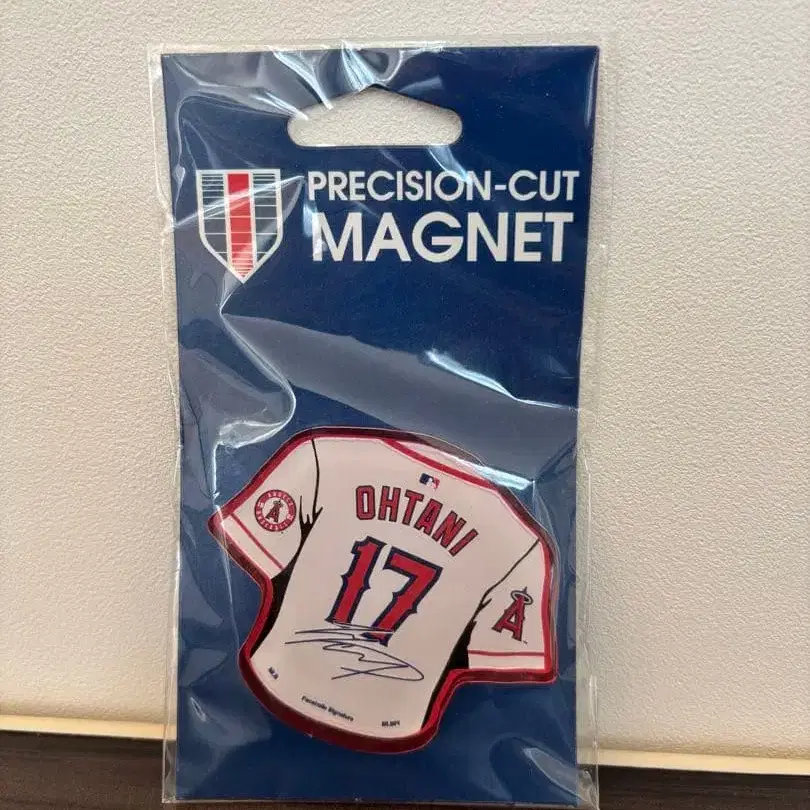 PRECISION-CUT
MAGNET
OHTANI
17
A
A
Facsimile Signature